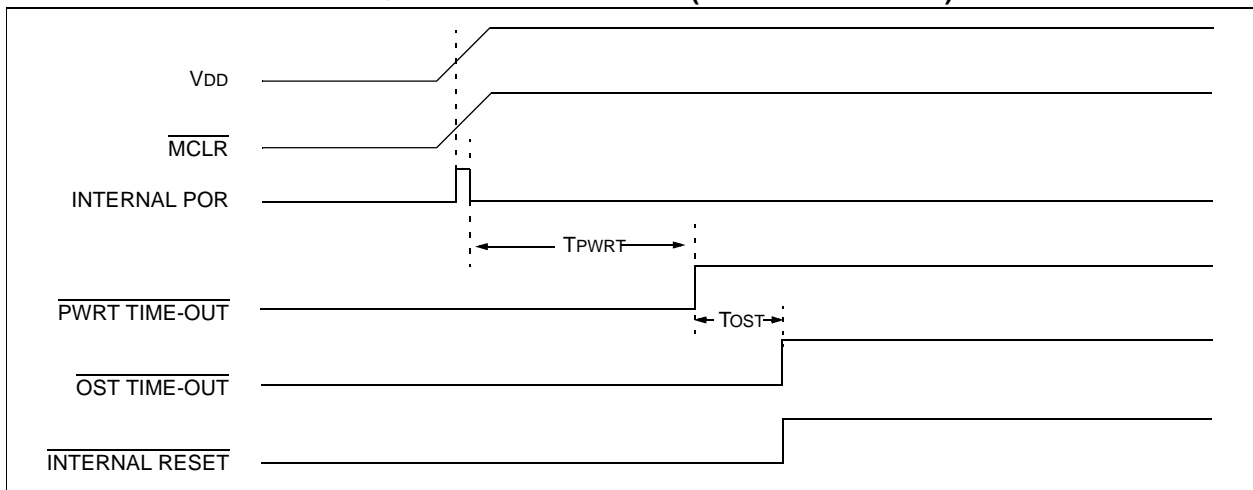 VDD
MCLR
INTERNAL POR
TPWRT
PWRT TIME-OUT
TOST
OST TIME-OUT
INTERNAL RESET